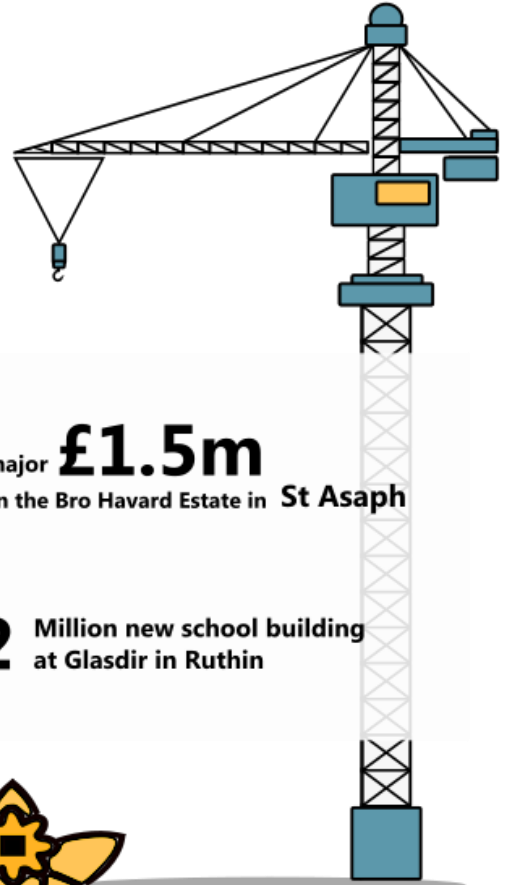 major £1.5m
n the Bro Havard Estate in St Asaph
2 Million new school building
at Glasdir in Ruthin